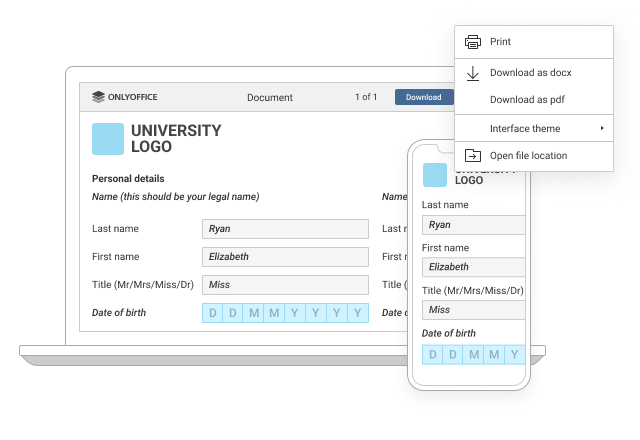 Print
Download as docx
Download as pdf
Interface theme
Open file location
ONLYOFFICE
Document
1 of 1
Download
UNIVERSITY
LOGO
Personal details
Name (this should be your legal name)
Name
Last name
Ryan
Last
First name
Elizabeth
First
Title (Mr/Mrs/Miss/Dr)
Miss
Title (
Date of birth
D D M M Y Y Y Y
Date
UNIVERSITY
LOGO
Last name
Ryan
First name
Elizabeth
Title (Mr/Mrs/Miss/Dr)
Miss
Date of birth
D D M M Y